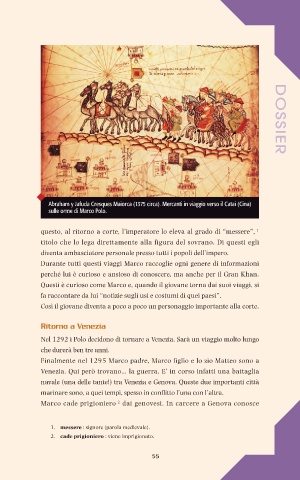 DOSSIER
Abraham y Jafuda Cresques Maiorca (1375 circa). Mercanti in viaggio verso il Catai (Cina)
sulle orme di Marco Polo.
questo, al ritorno a corte, l'imperatore lo eleva al grado di "messere", 1
titolo che lo lega direttamente alla figura del sovrano. Di questi egli
diventa ambasciatore personale presso tutti i popoli dell'impero.
Durante tutti questi viaggi Marco raccoglie ogni genere di informazioni
perché lui è curioso e ansioso di conoscere, ma anche per il Gran Khan.
Questi è curioso come Marco e, quando il giovane torna dai suoi viaggi, si
fa raccontare da lui "notizie sugli usi e costumi di quei paesi".
Così il giovane diventa a poco a poco un personaggio importante alla corte.
Ritorno a Venezia
Nel 1292 i Polo decidono di tornare a Venezia. Sarà un viaggio molto lungo
che durerà ben tre anni.
Finalmente nel 1295 Marco padre, Marco figlio e lo zio Matteo sono a
Venezia. Qui però trovano... la guerra. E' in corso infatti una battaglia
navale (una delle tante!) tra Venezia e Genova. Queste due importanti città
marinare sono, a quei tempi, spesso in conflitto l'una con l'altra.
Marco cade prigioniero 2 dai genovesi. In carcere a Genova conosce
1. messere : signore (parola medievale).
2. cade prigioniero : viene imprigionato.
55